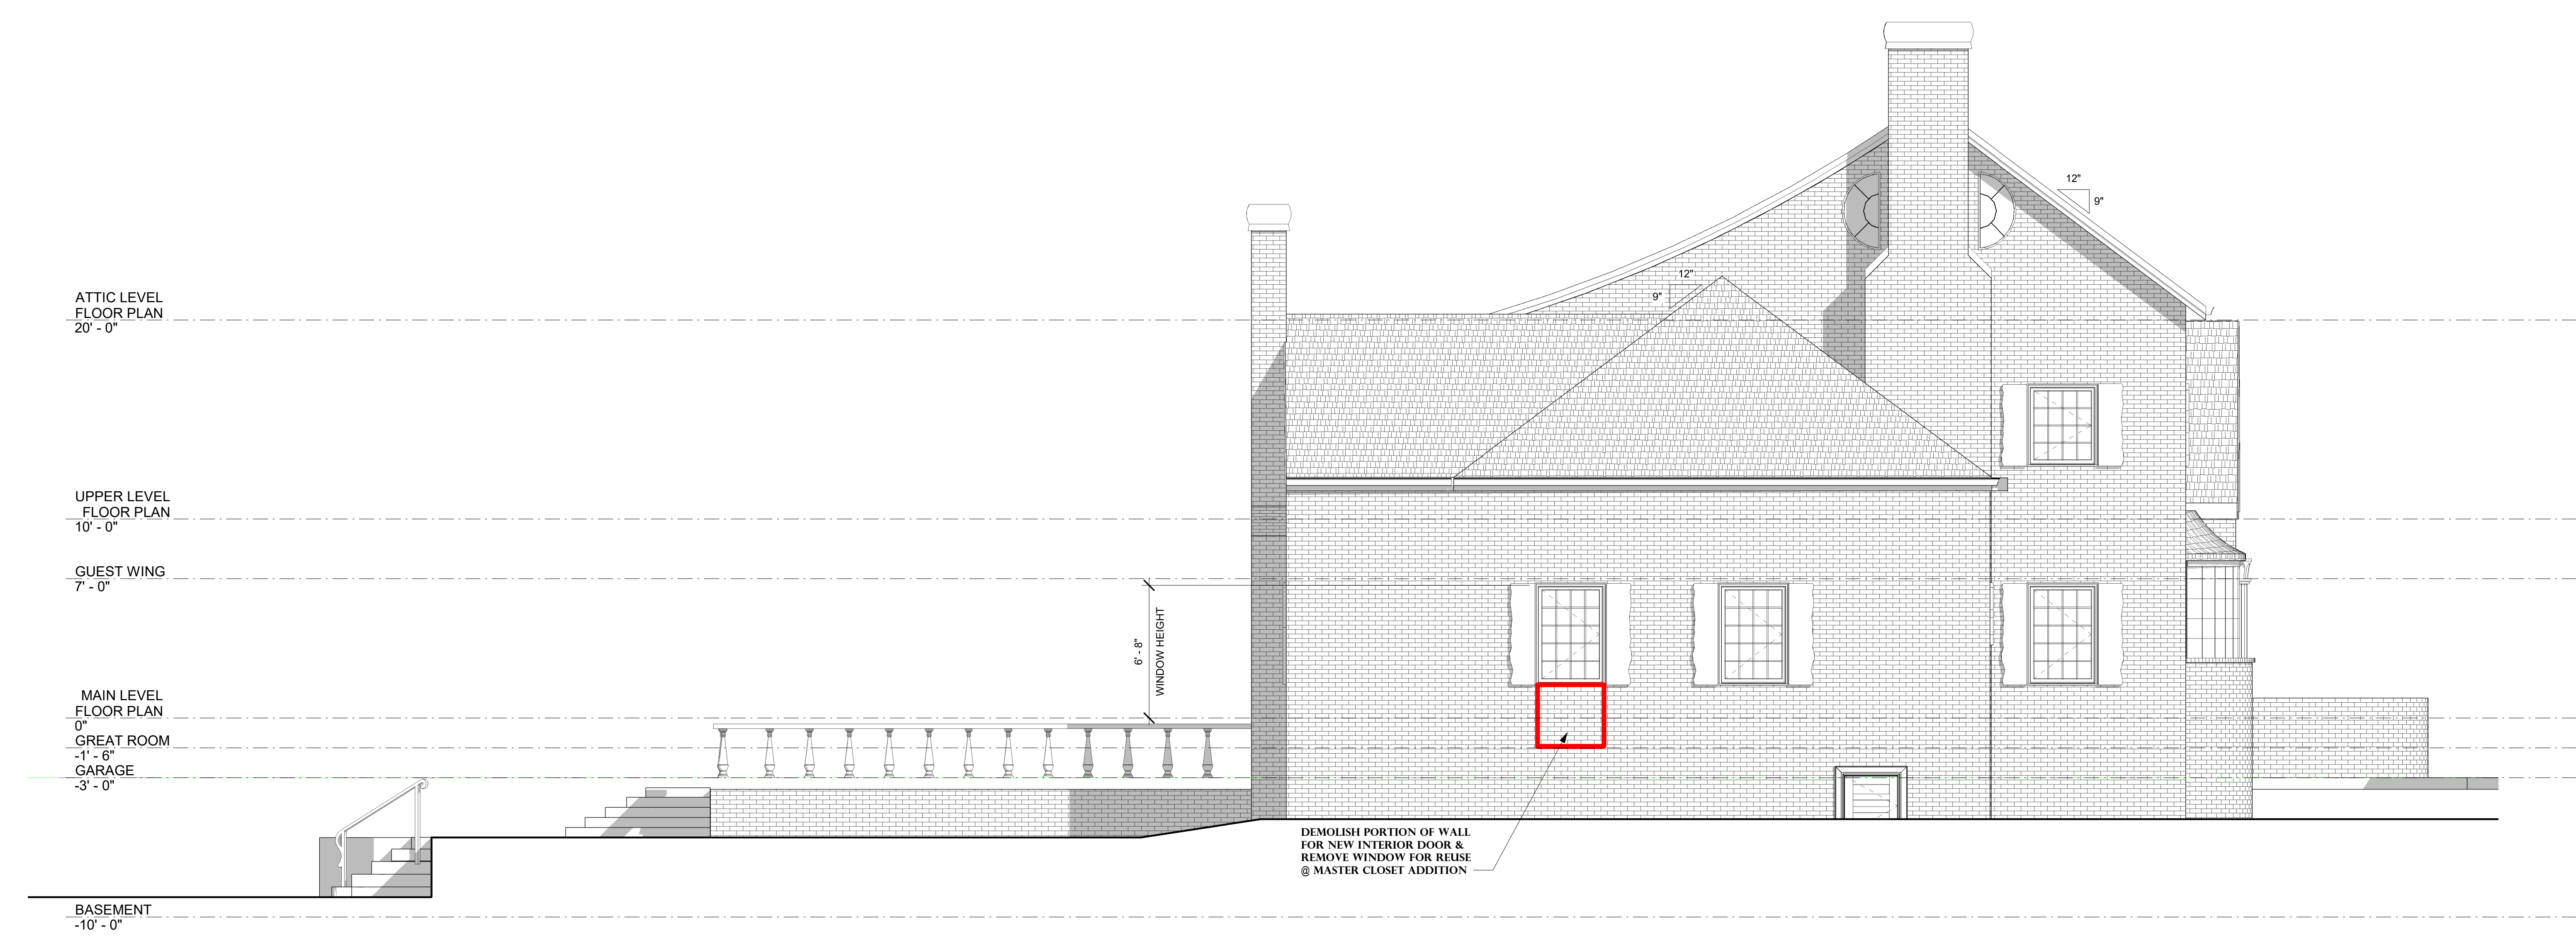 12"
9"
12"
9"
ATTIC LEVEL
FLOOR PLAN
20' - 0"
UPPER LEVEL
FLOOR PLAN
10' - 0"
GUEST WING
7' - 0"
6' - 8"
WINDOW HEIGHT
MAIN LEVEL
FLOOR PLAN
0"
GREAT ROOM
-1' - 6"
GARAGE
-3' - 0"
DEMOLISH PORTION OF WALL
FOR NEW INTERIOR DOOR &
REMOVE WINDOW FOR REUSE
@ MASTER CLOSET ADDITION
BASEMENT
-10' - 0"